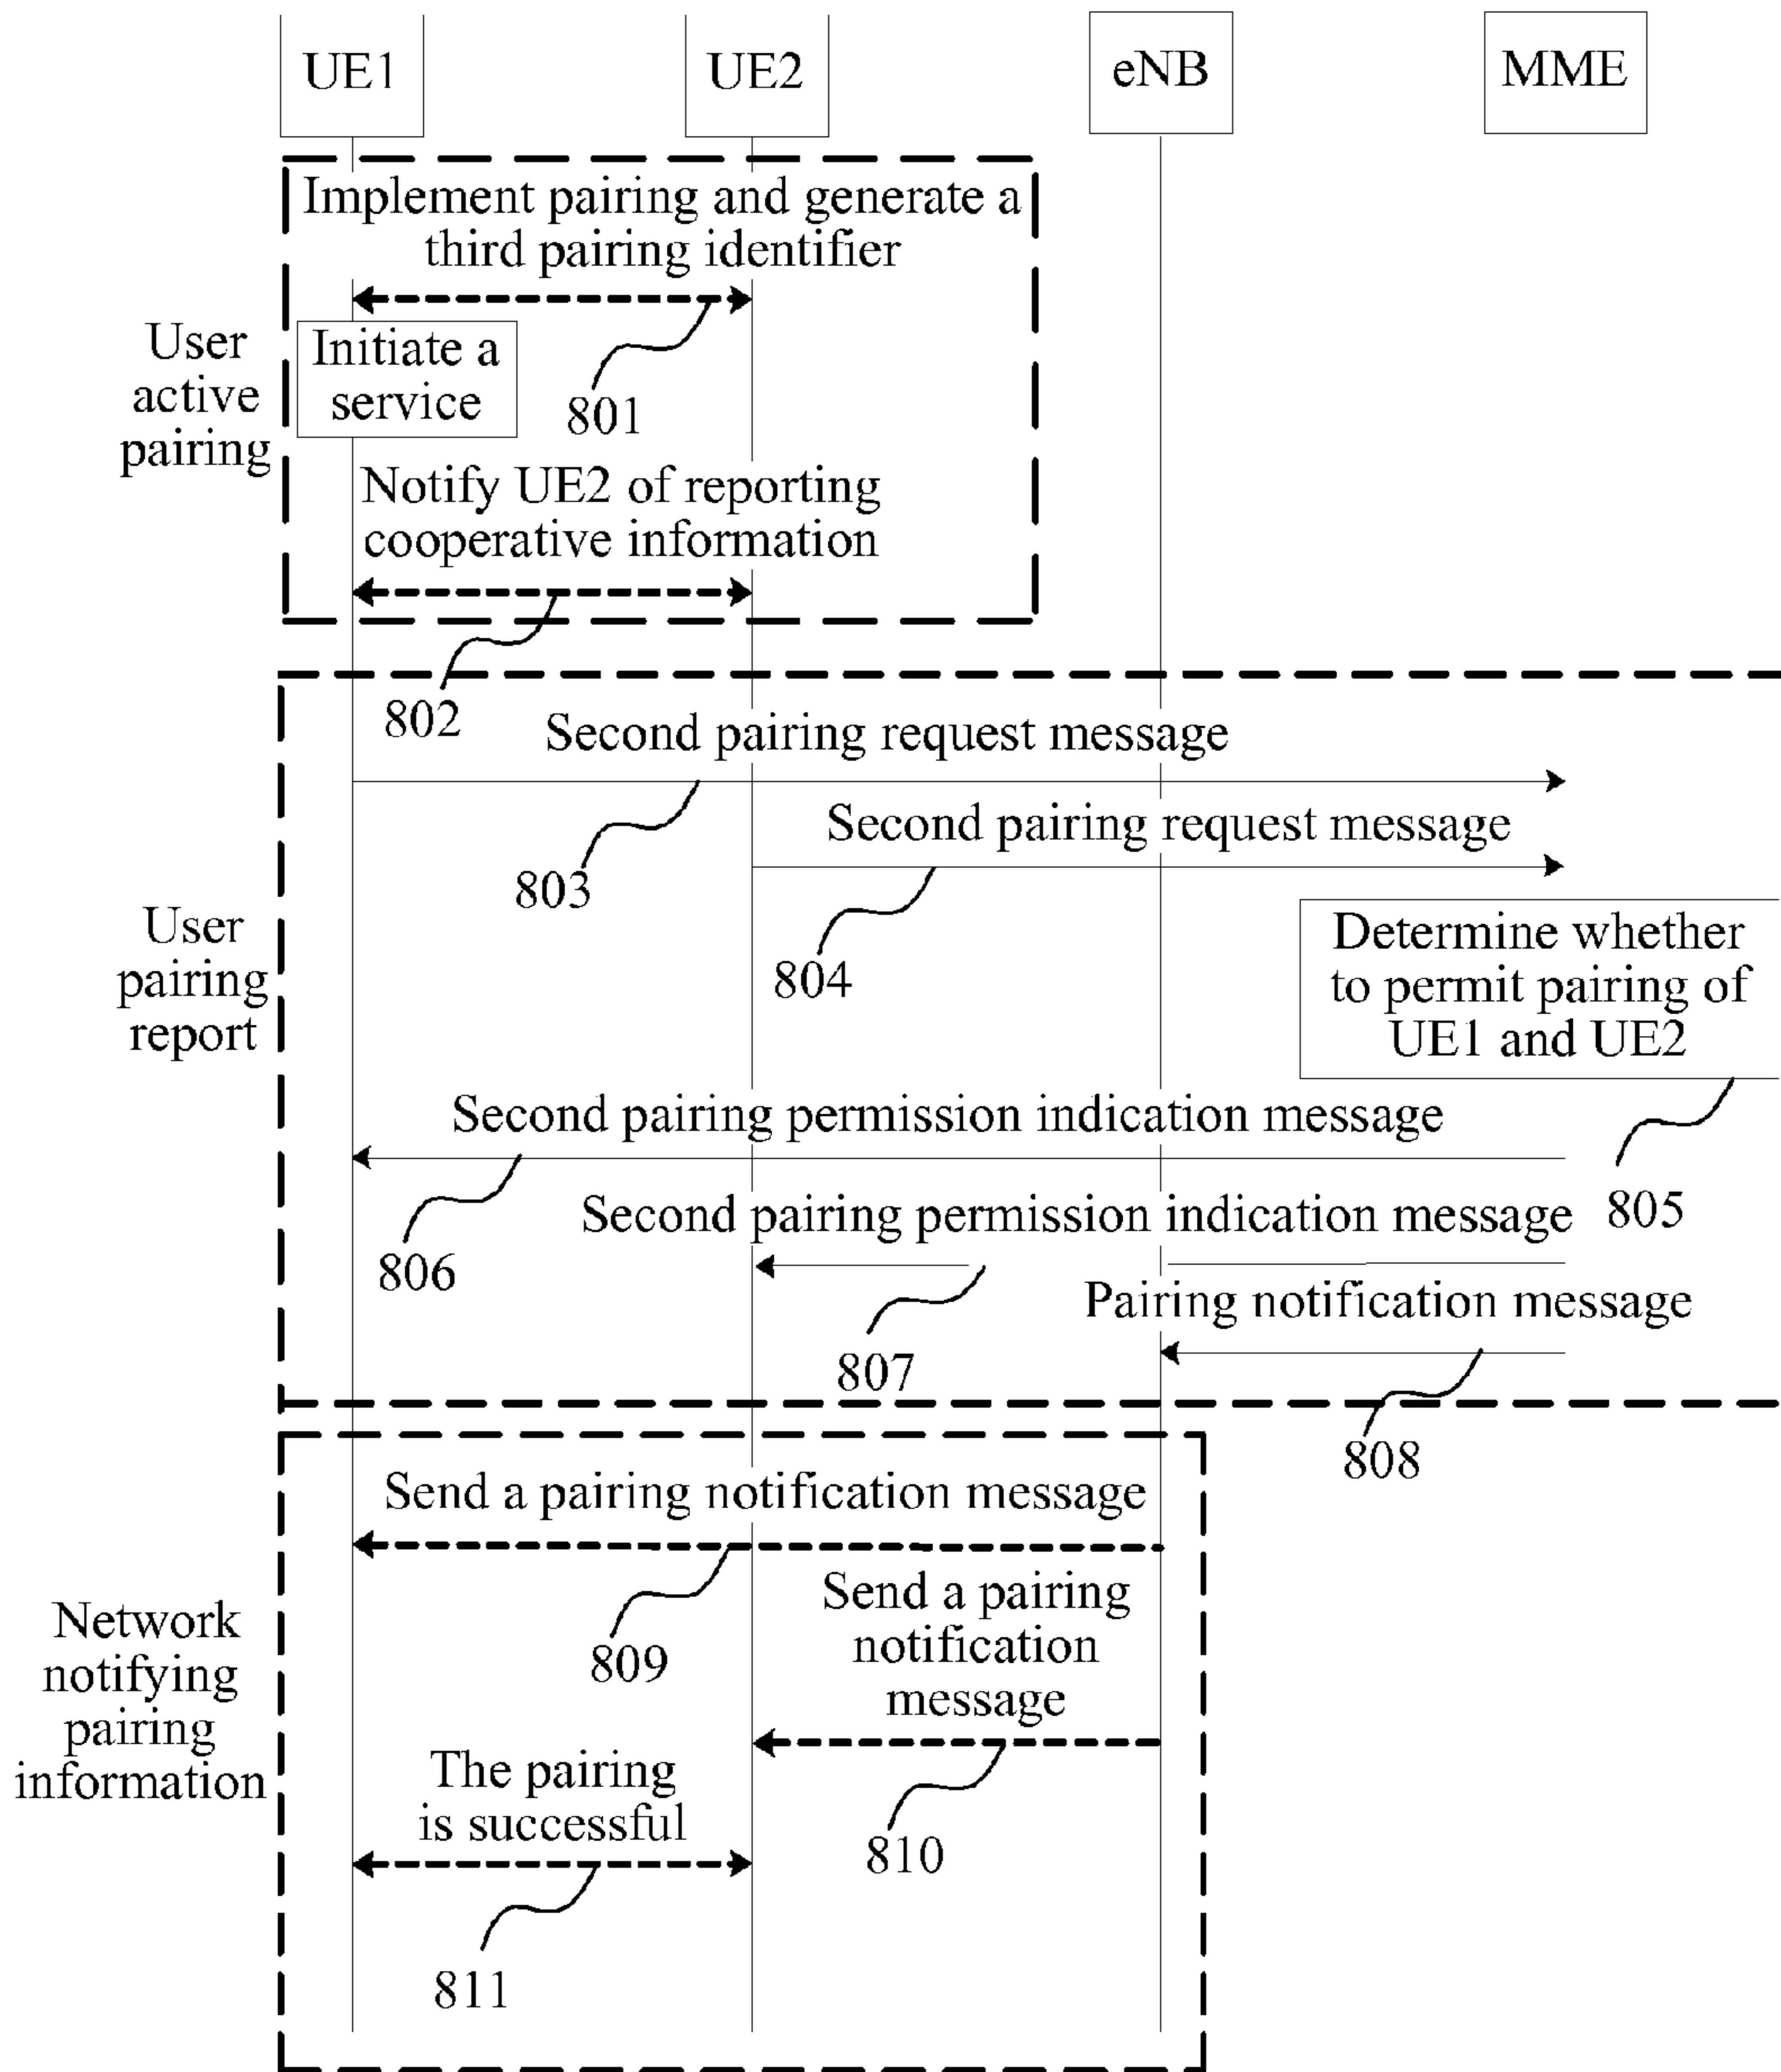 UE1
UE2
eNB
MME
Implement pairing and generate a
third pairing identifier
User
active
pairing
Initiate a
service
801
Notify UE2 of reporting
cooperative information
802
Second pairing request message
803
Second pairing request message
804
User
pairing
report
Determine whether
to permit pairing of
UE1 and UE2
805
Second pairing permission indication message
806
Second pairing permission indication message
807
Pairing notification message
808
Send a pairing notification message
809
Send a pairing
notification
message
810
Network
notifying
pairing
information
The pairing
is successful
811